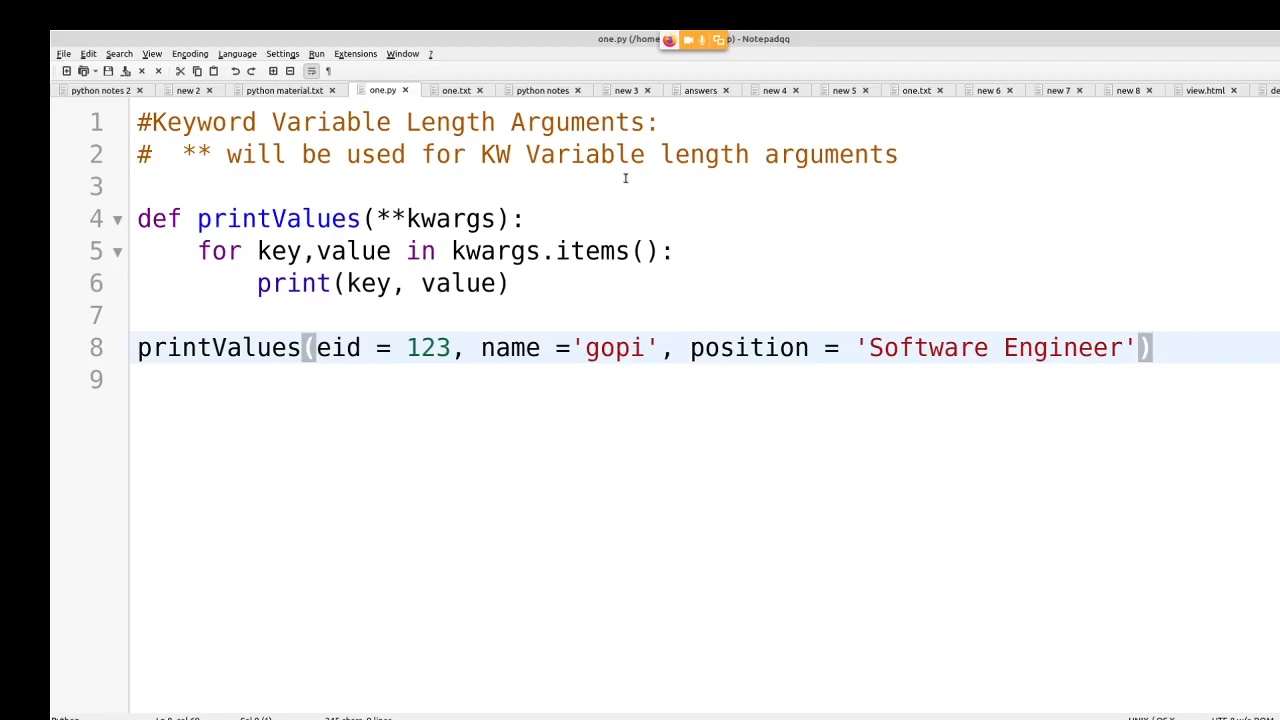 one.py (/home p) - Notepadqq
File Edit Search View Encoding Language Settings Run Extensions Window ?
python notes 2 new 2 python material.txt one.py one.txt python notes new 3 answers new 4 new 5 one.txt new 6 new 7 new 8 view.html de
1 #Keyword Variable Length Arguments:
2 #  ** will be used for KW Variable length arguments
3
4 def printValues(**kwargs):
5     for key,value in kwargs.items():
6         print(key, value)
7
8 printValues(eid = 123, name ='gopi', position = 'Software Engineer')
9